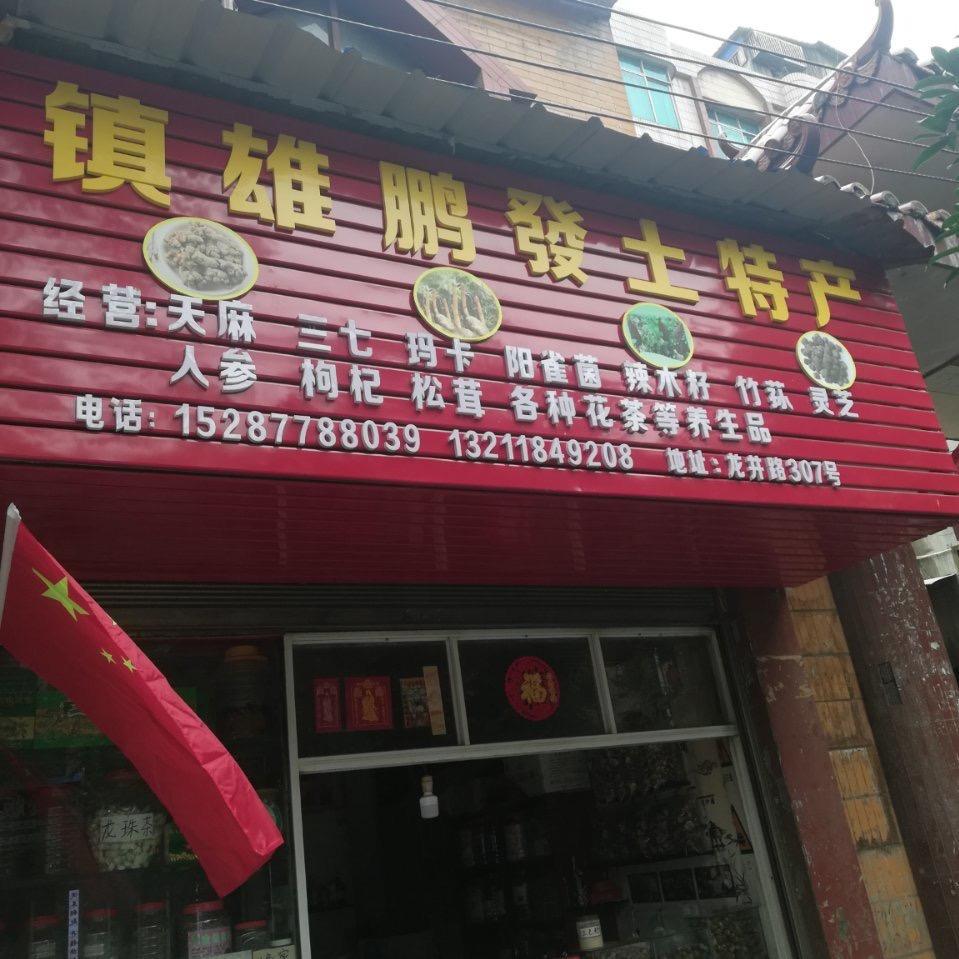 镇雄鹏發土特产
经营:天麻 三七 玛卡 阳雀菌 辣木籽 竹荪 灵芝
人参 枸杞 松茸 各种花茶等养生品
电话: 15287788039 13211849208 地址:龙井路307号
福
龙珠茶